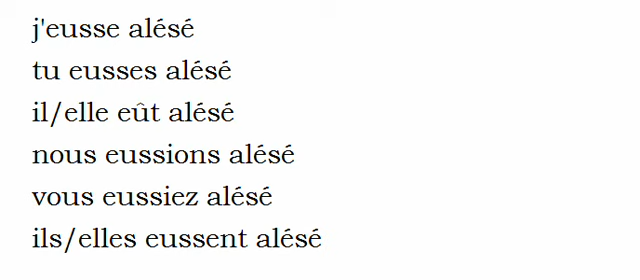 j'eusse alésé
tu eusses alésé
il/elle eût alésé
nous eussions alésé
vous eussiez alésé
ils/elles eussent alésé